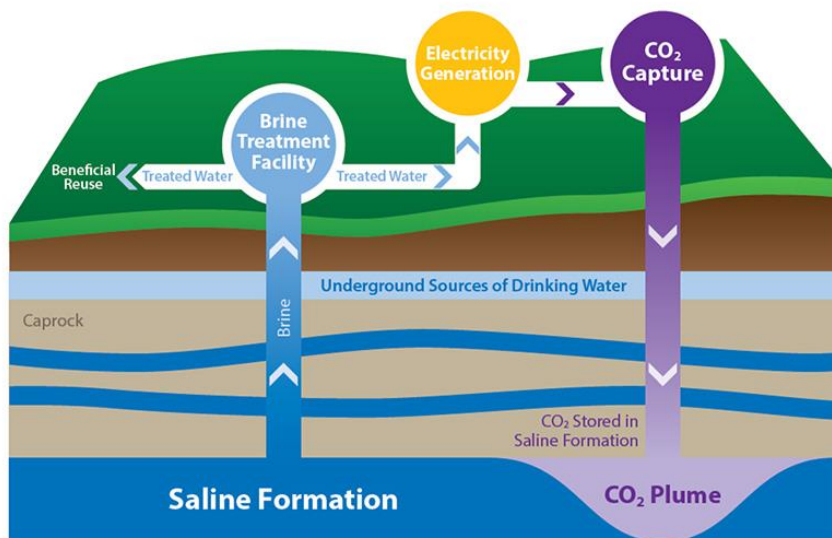 Electricity
Generation
CO₂
Capture
Brine
Treatment
Facility
Beneficial
Reuse
Treated Water
Treated Water
Underground Sources of Drinking Water
Caprock
Brine
CO₂ Stored in
Saline Formation
Saline Formation
CO₂ Plume